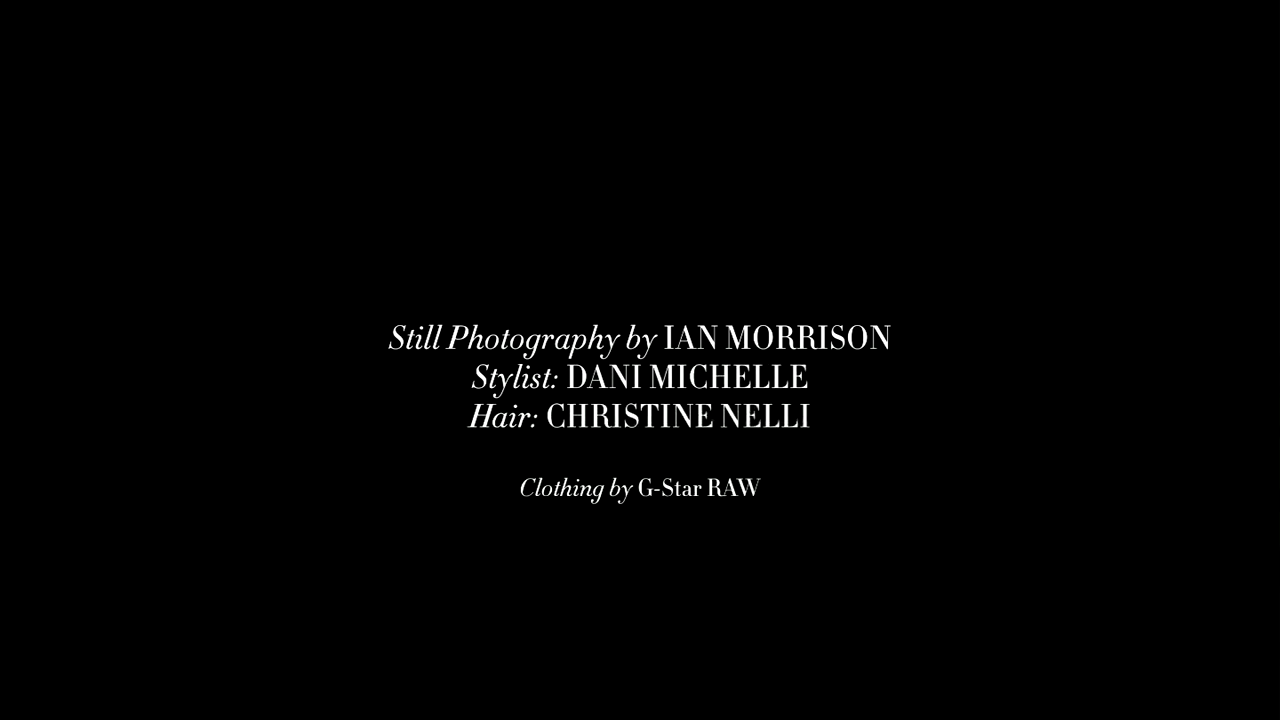 Still Photography by IAN MORRISON
Stylist: DANI MICHELLE
Hair: CHRISTINE NELLI
Clothing by G-Star RAW